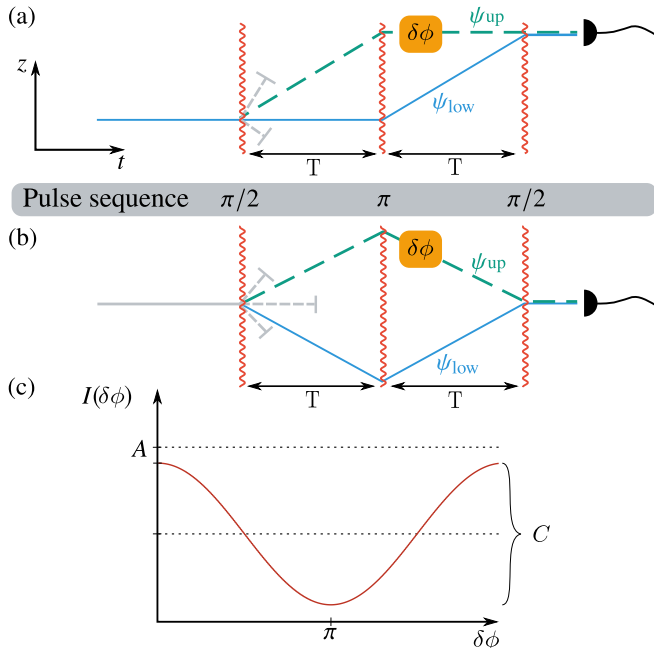 (a)
z
t
δϕ
ψup
ψlow
T T
Pulse sequence π/2 π π/2
(b)
δϕ
ψup
ψlow
T T
(c)
I(δϕ)
A
C
π
δϕ